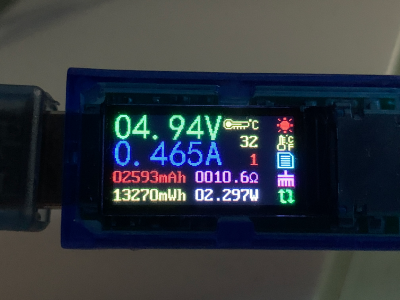 04.94V
°C
32
0.465A
1
02593mAh 0010.6Ω
13270mWh 02.297W